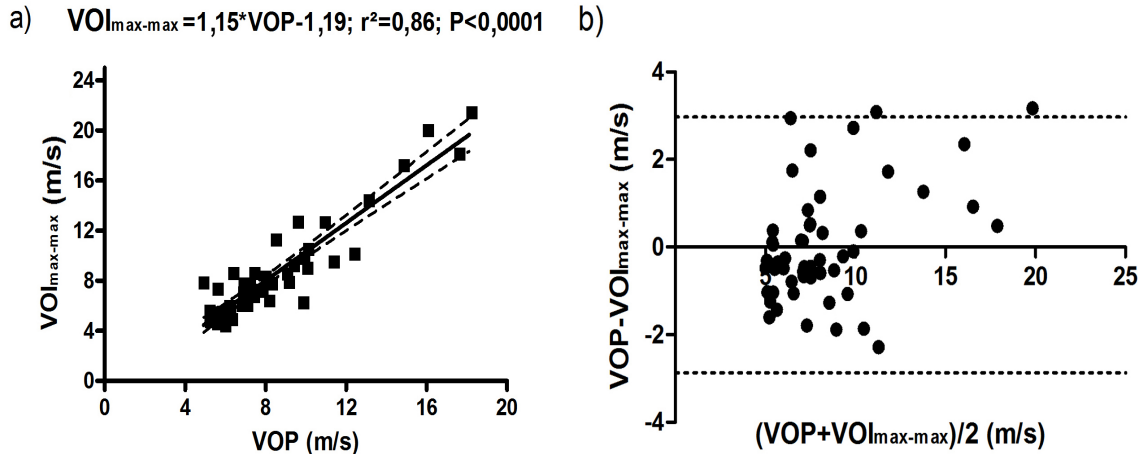 a) VOImax-max =1,15*VOP-1,19; r²=0,86; P<0,0001
VOImax-max (m/s)
24
20
16
12
8
4
0
0 4 8 12 16 20
VOP (m/s)
b)
VOP-VOImax-max (m/s)
4
2
0
-2
-4
5 10 15 20 25
(VOP+VOImax-max)/2 (m/s)